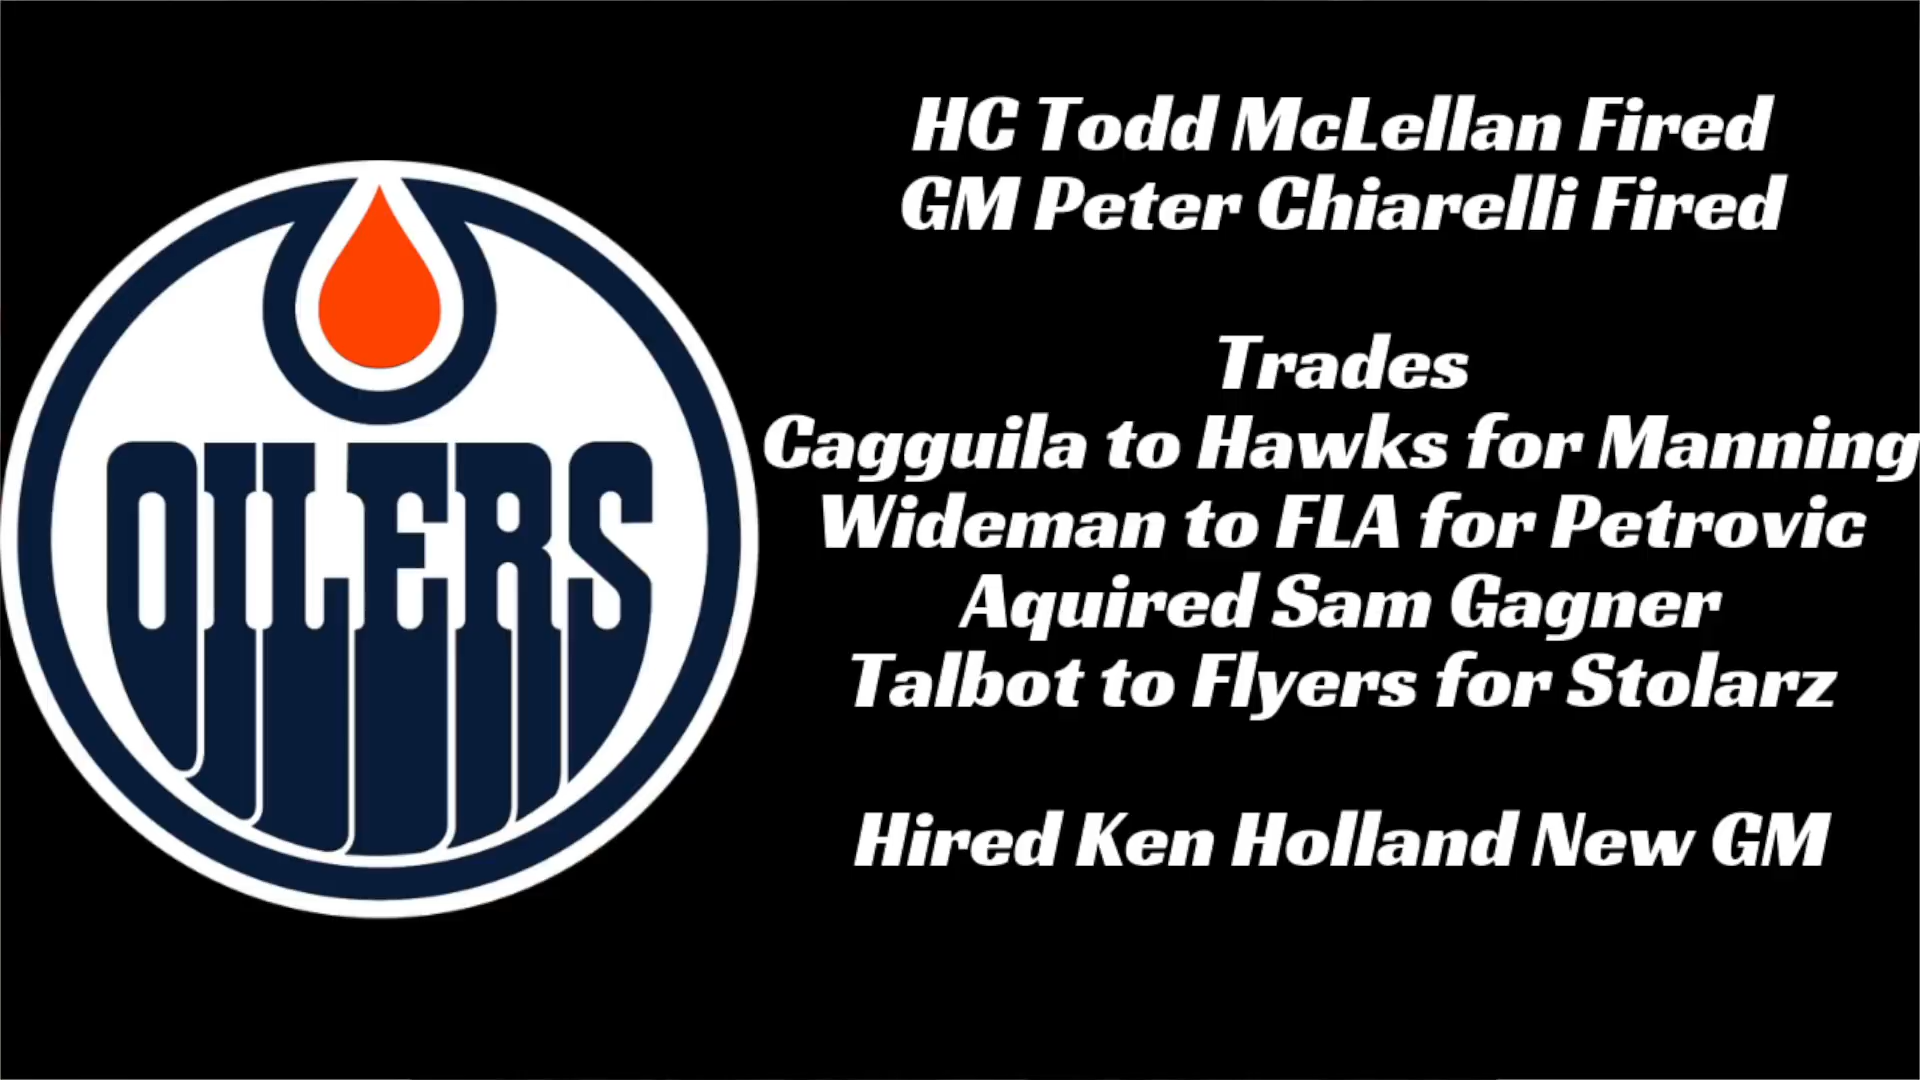 OILERS
HC Todd McLellan Fired
GM Peter Chiarelli Fired
Trades
Cagguila to Hawks for Manning
Wideman to FLA for Petrovic
Aquired Sam Gagner
Talbot to Flyers for Stolarz
Hired Ken Holland New GM